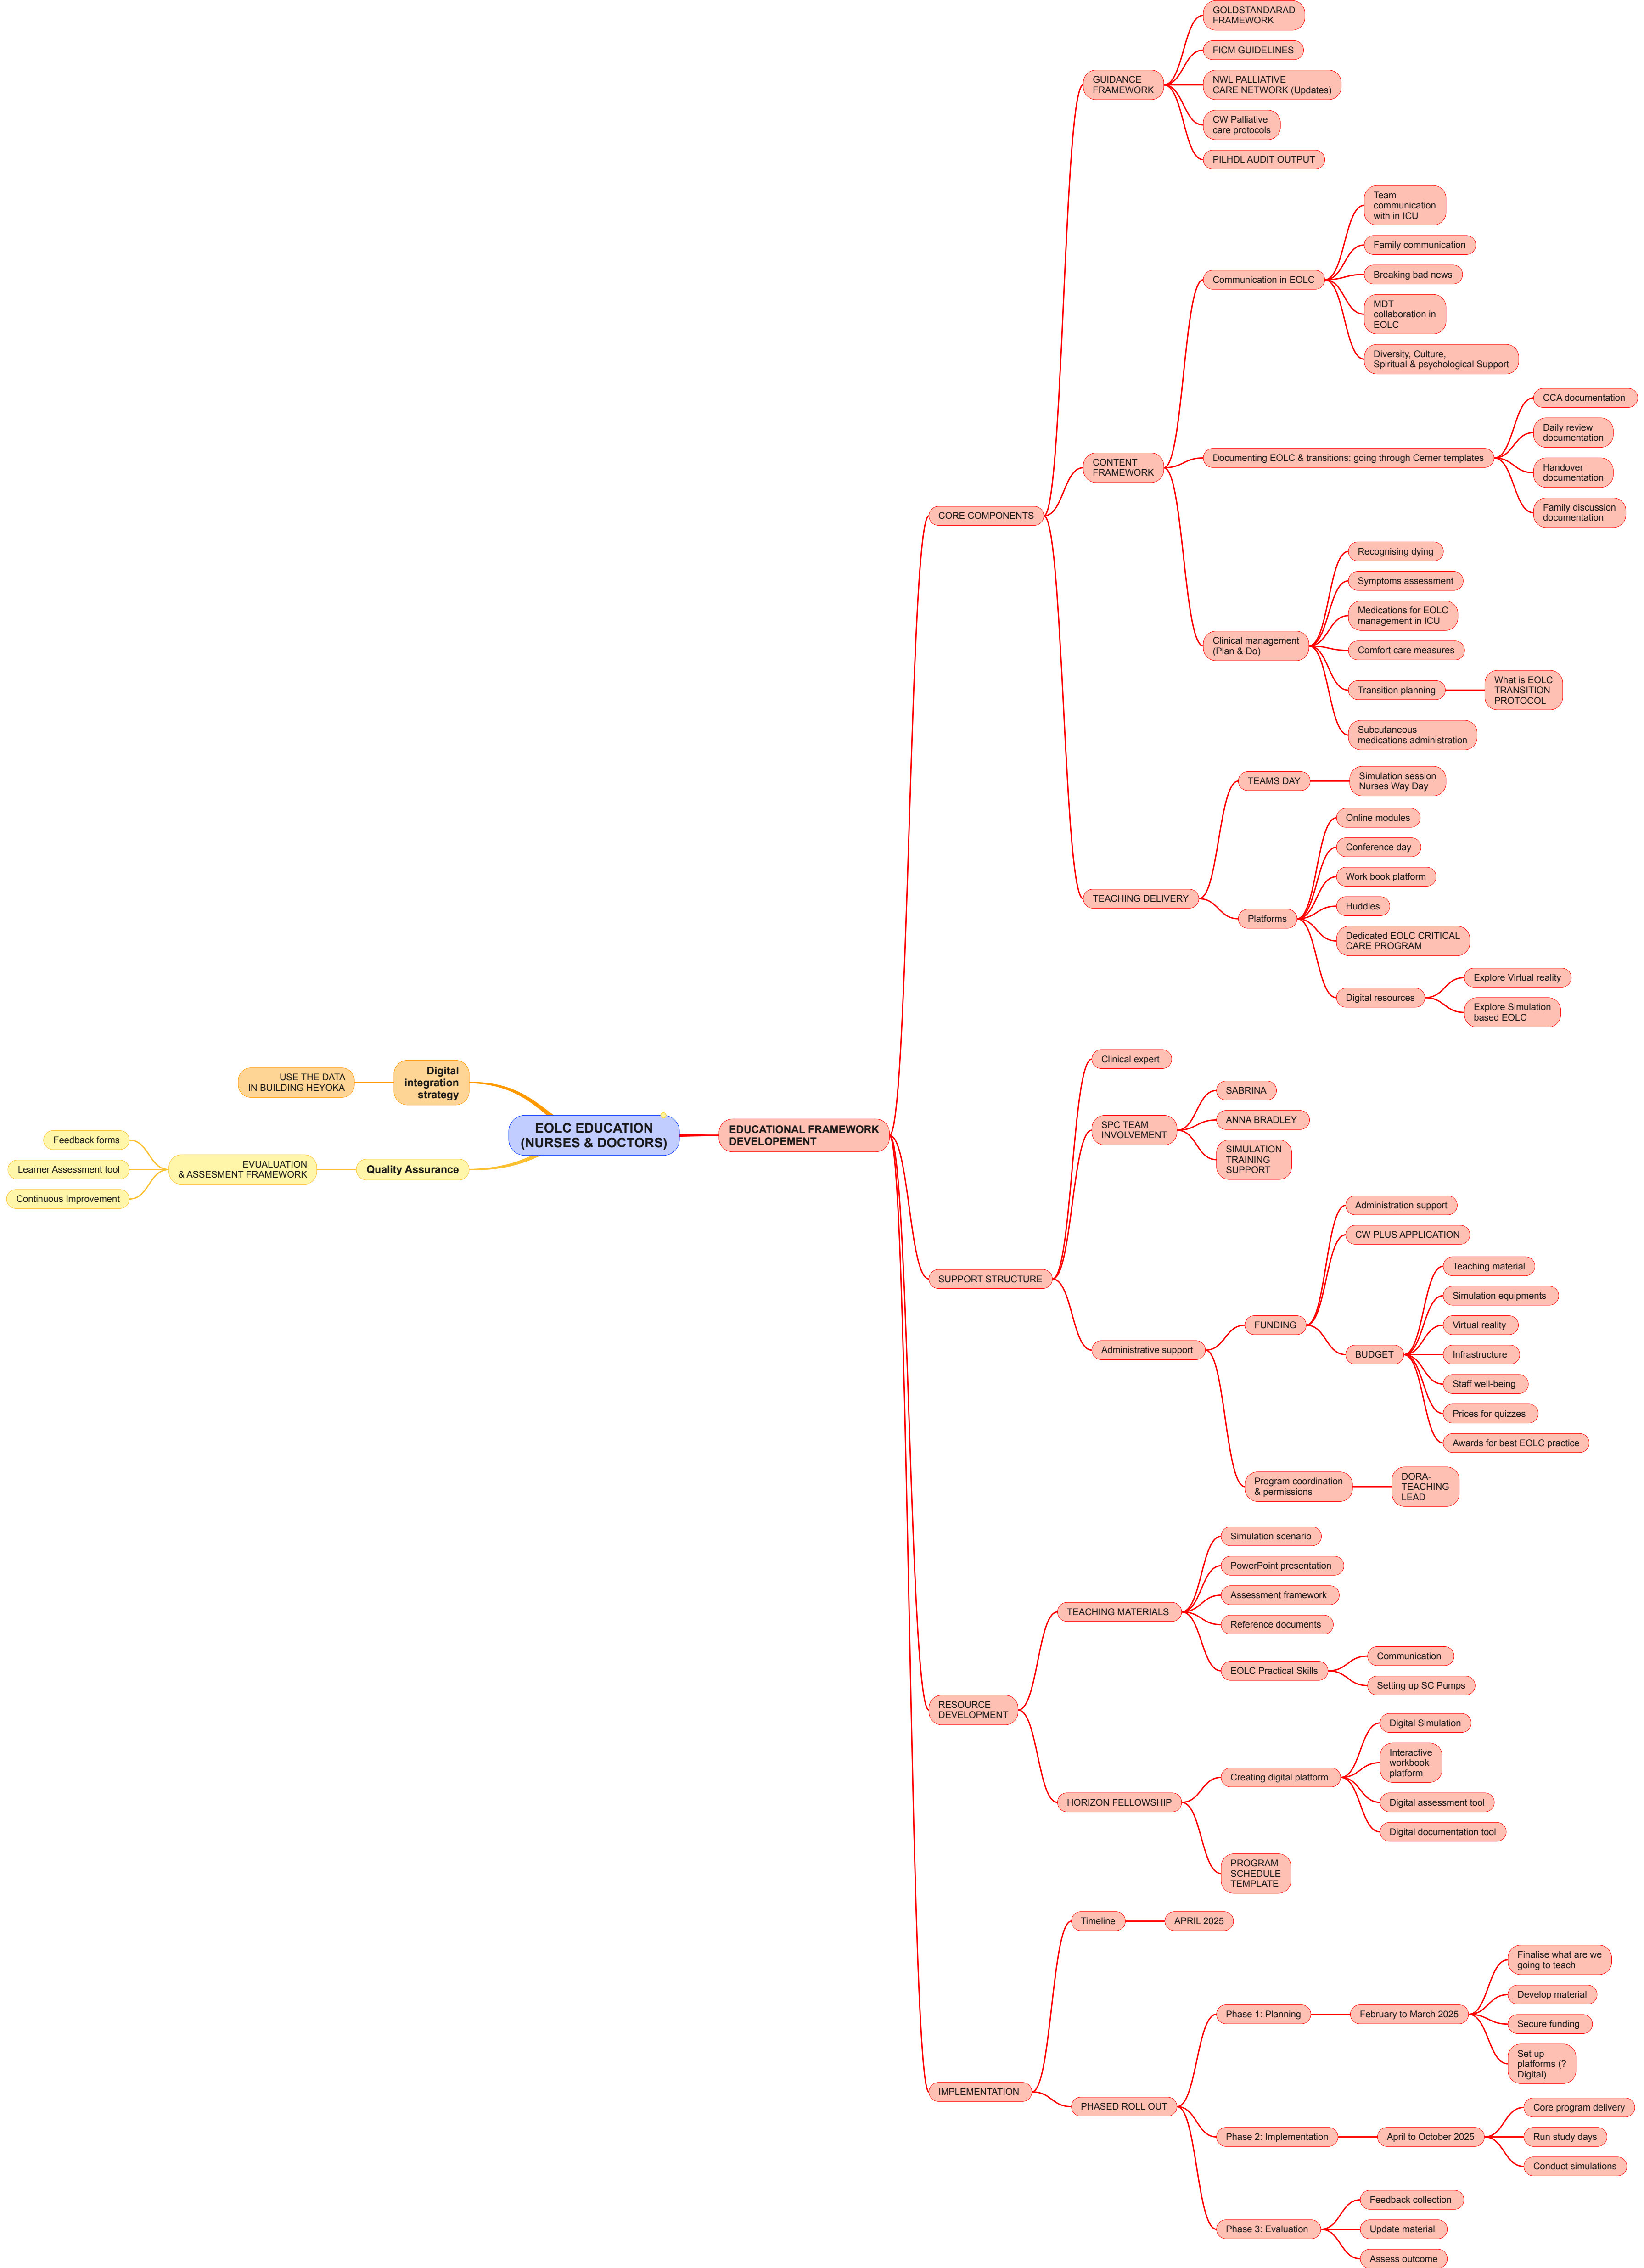 GOLDSTANDARAD
FRAMEWORK
FICM GUIDELINES
GUIDANCE
FRAMEWORK
NWL PALLIATIVE
CARE NETWORK (Updates)
CW Palliative
care protocols
PILHDL AUDIT OUTPUT
Team
communication
with in ICU
Family communication
Communication in EOLC
Breaking bad news
MDT
collaboration in
EOLC
Diversity, Culture,
Spiritual & psychological Support
CCA documentation
Daily review
documentation
CONTENT
FRAMEWORK
Documenting EOLC & transitions: going through Cerner templates
Handover
documentation
Family discussion
documentation
CORE COMPONENTS
Recognising dying
Symptoms assessment
Medications for EOLC
management in ICU
Clinical management
(Plan & Do)
Comfort care measures
Transition planning
What is EOLC
TRANSITION
PROTOCOL
Subcutaneous
medications administration
TEAMS DAY
Simulation session
Nurses Way Day
Online modules
Conference day
Work book platform
TEACHING DELIVERY
Huddles
Platforms
Dedicated EOLC CRITICAL
CARE PROGRAM
Digital resources
Explore Virtual reality
Explore Simulation
based EOLC
USE THE DATA
IN BUILDING HEYOKA
Digital
integration
strategy
EOLC EDUCATION
(NURSES & DOCTORS)
EDUCATIONAL FRAMEWORK
DEVELOPEMENT
Feedback forms
Learner Assessment tool
Continuous Improvement
EVUALUATION
& ASSESMENT FRAMEWORK
Quality Assurance
Clinical expert
SPC TEAM
INVOLVEMENT
SABRINA
ANNA BRADLEY
SIMULATION
TRAINING
SUPPORT
SUPPORT STRUCTURE
Administration support
CW PLUS APPLICATION
FUNDING
Administrative support
BUDGET
Teaching material
Simulation equipments
Virtual reality
Infrastructure
Staff well-being
Prices for quizzes
Awards for best EOLC practice
Program coordination
& permissions
DORA-
TEACHING
LEAD
Simulation scenario
PowerPoint presentation
Assessment framework
TEACHING MATERIALS
Reference documents
EOLC Practical Skills
Communication
Setting up SC Pumps
RESOURCE
DEVELOPMENT
Digital Simulation
Interactive
workbook
platform
Creating digital platform
Digital assessment tool
HORIZON FELLOWSHIP
Digital documentation tool
PROGRAM
SCHEDULE
TEMPLATE
Timeline
APRIL 2025
Finalise what are we
going to teach
Develop material
Phase 1: Planning
February to March 2025
Secure funding
Set up
platforms (?
Digital)
IMPLEMENTATION
PHASED ROLL OUT
Core program delivery
Phase 2: Implementation
April to October 2025
Run study days
Conduct simulations
Feedback collection
Phase 3: Evaluation
Update material
Assess outcome